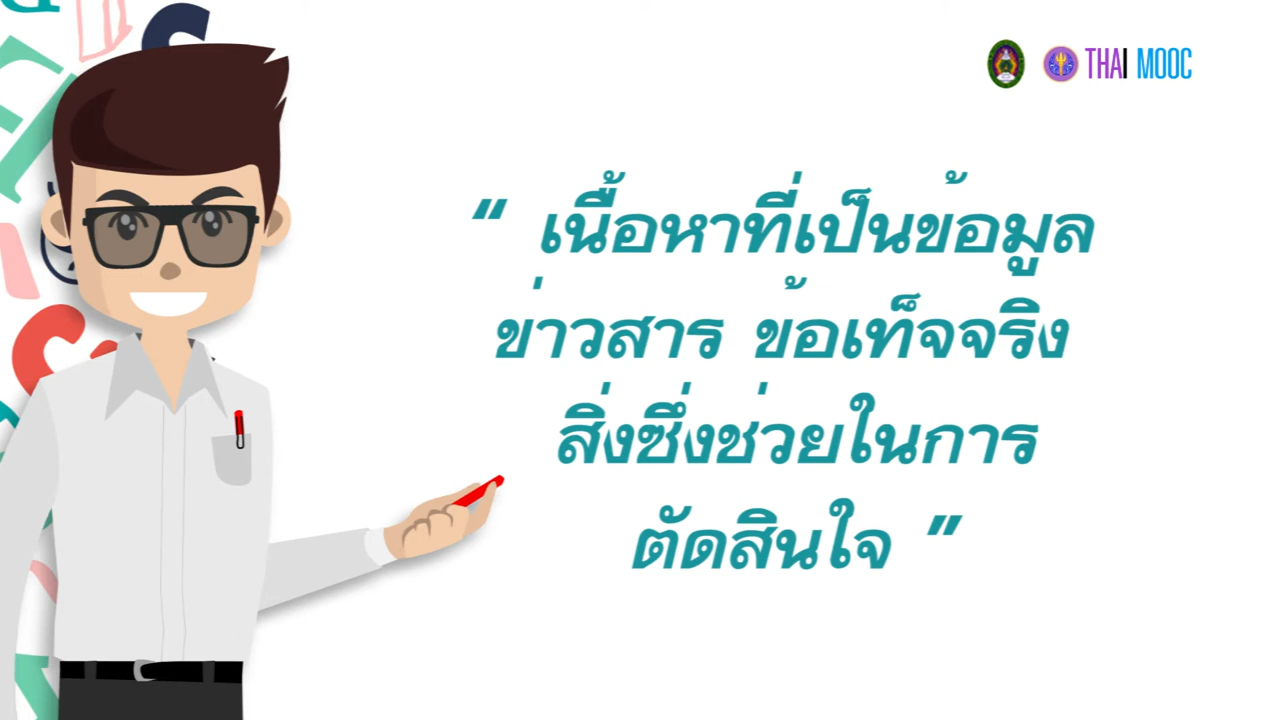 THAI MOOC
“ เนื้อหาที่เป็นข้อมูล
ข่าวสาร ข้อเท็จจริง
สิ่งซึ่งช่วยในการ
ตัดสินใจ ”